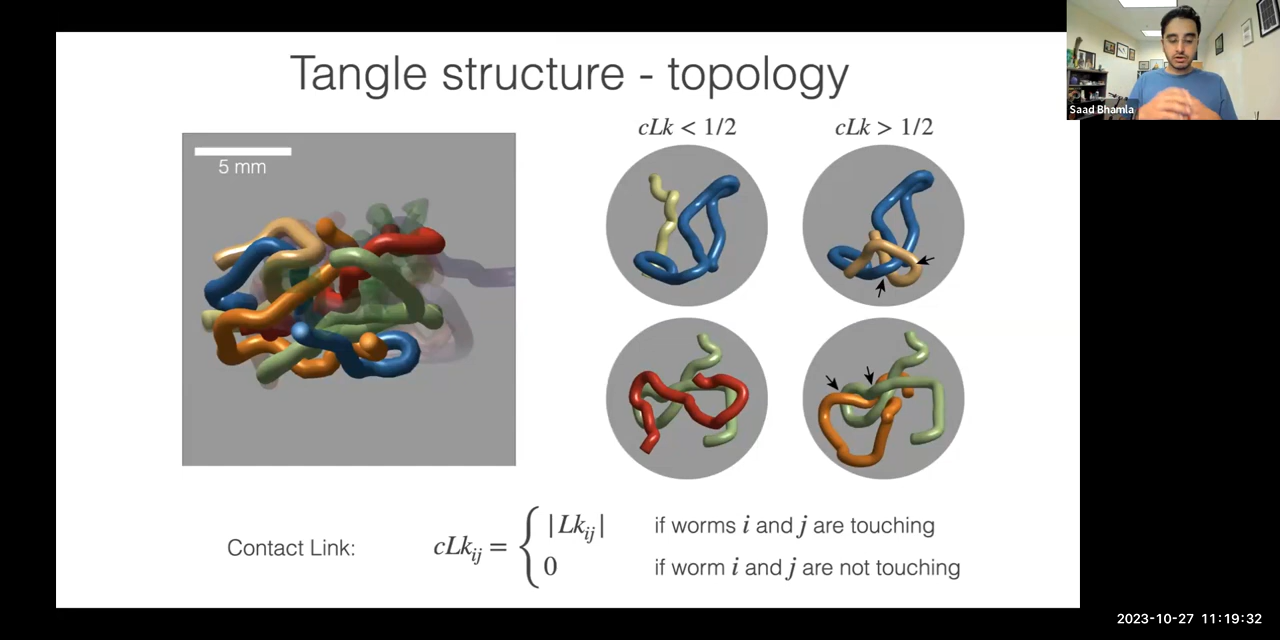 Tangle structure - topology
Saad Bhamla
5 mm
cLk < 1/2
cLk > 1/2
Contact Link:
cLk_ij = { |Lk_ij| if worms i and j are touching
0 if worm i and j are not touching
2023-10-27 11:19:32